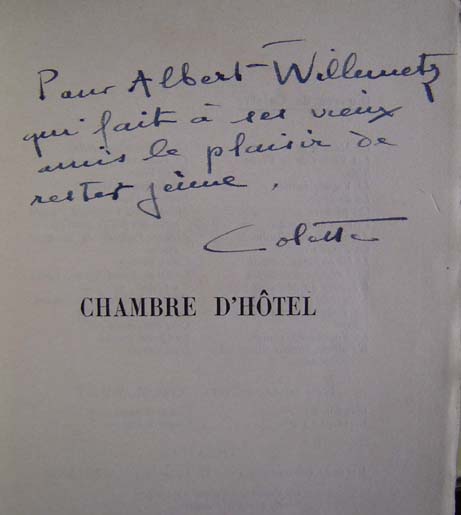 Pour Albert Willemetz
qui fait à ses vieux
amis le plaisir de
rester jeune.
Colette
CHAMBRE D'HÔTEL